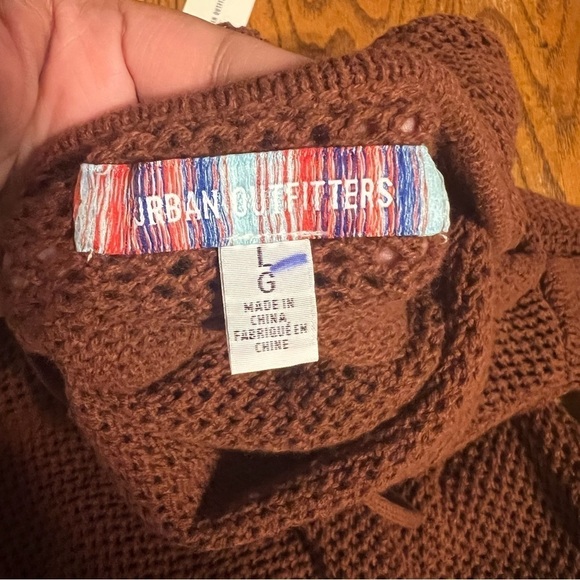 URBAN OUTFITTERS
L
G
MADE IN
CHINA,
FABRIQUÉ EN
CHINE